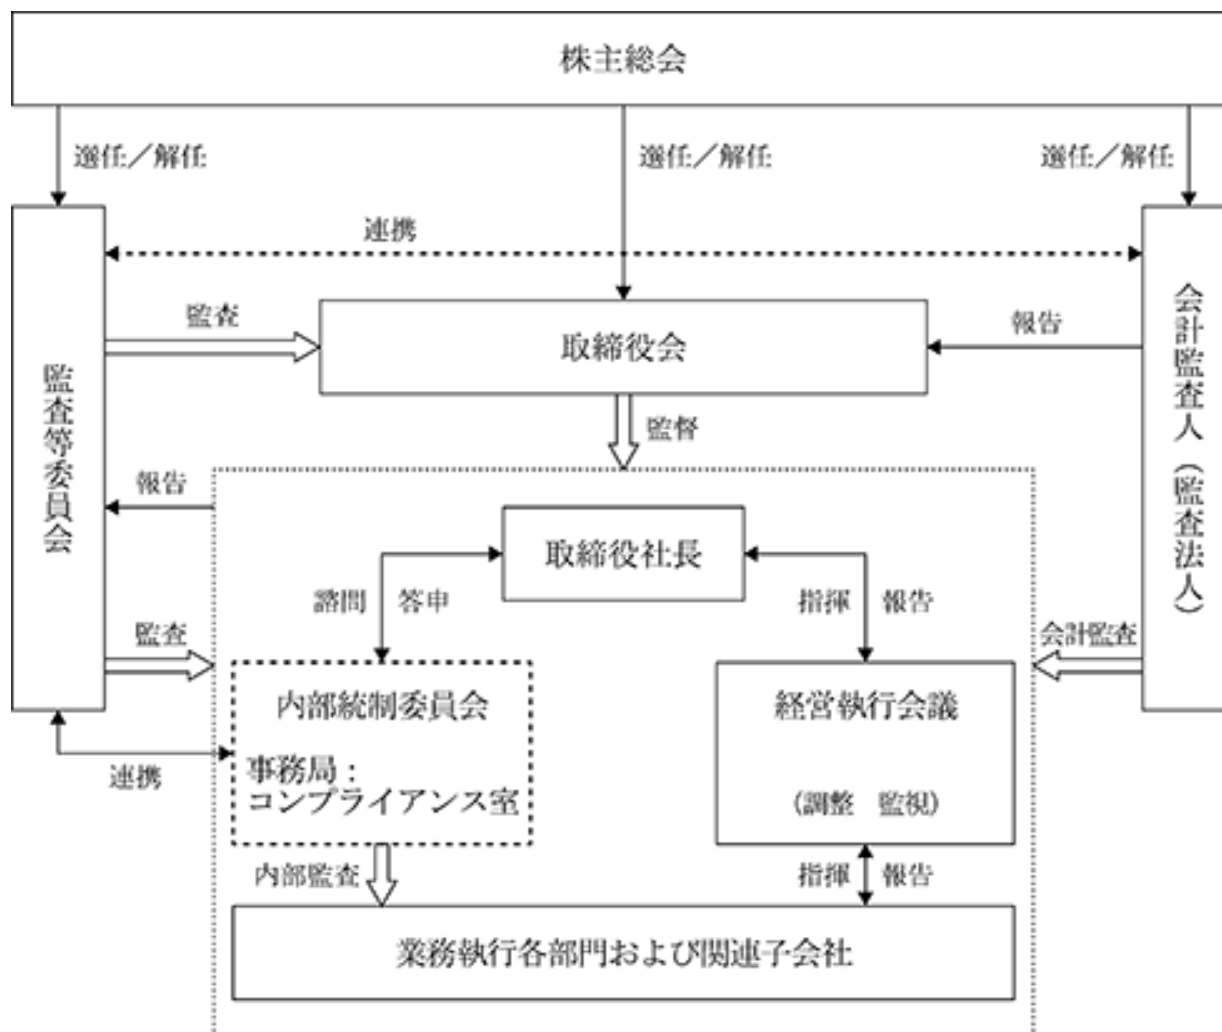 株主総会
選任／解任
選任／解任
選任／解任
連携
監査
取締役会
報告
監査等委員会
会計監査人（監査法人）
監督
報告
取締役社長
諮問 答申
指揮 報告
監査
会計監査
内部統制委員会
事務局：
コンプライアンス室
経営執行会議
（調整　監視）
連携
内部監査
指揮 報告
業務執行各部門および関連子会社